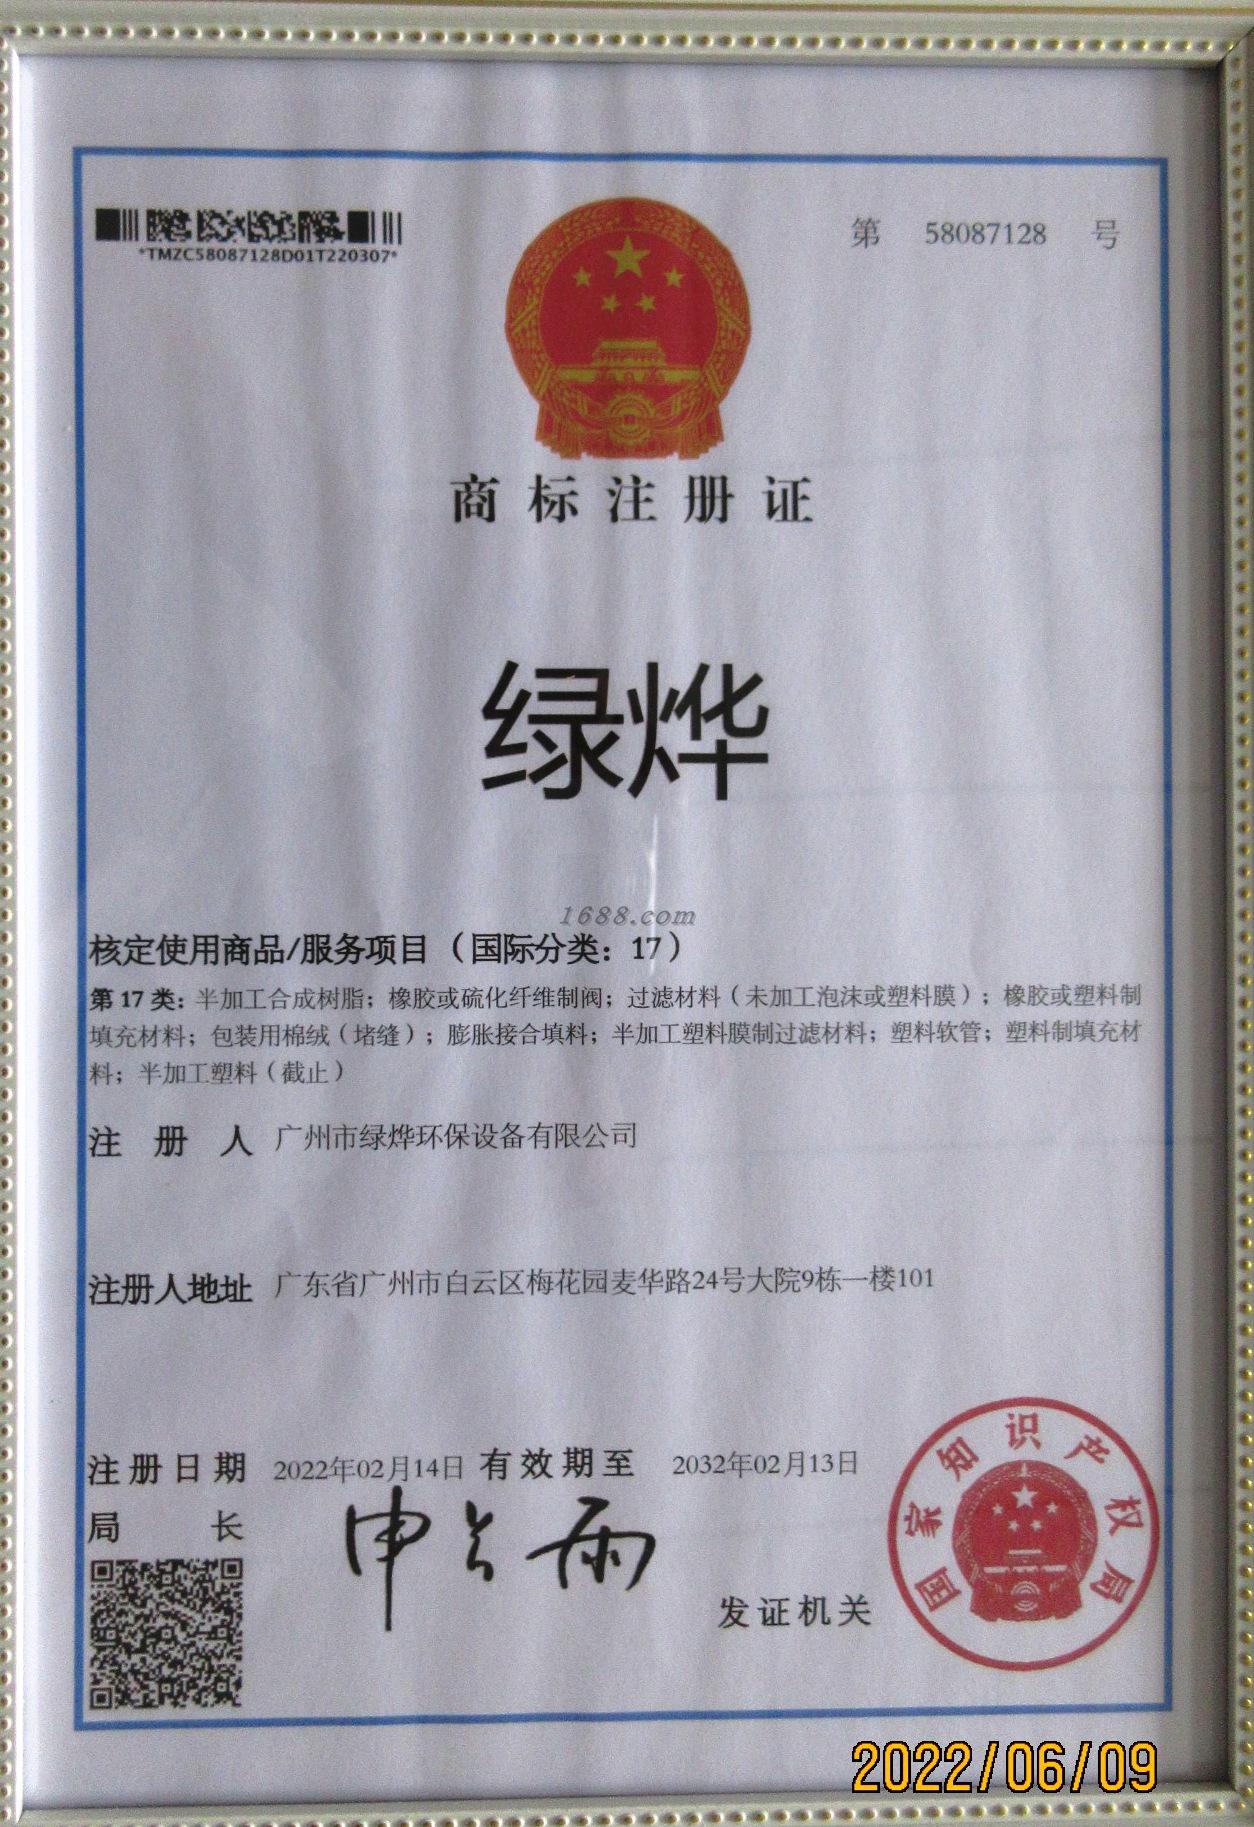 第 58087128 号
*TMZC58087128D01T220307*
商标注册证
绿烨
1688.com
核定使用商品/服务项目（国际分类：17）
第17类：半加工合成树脂；橡胶或硫化纤维制阀；过滤材料（未加工泡沫或塑料膜）；橡胶或塑料制
填充材料；包装用棉绒（堵缝）；膨胀接合填料；半加工塑料膜制过滤材料；塑料软管；塑料制填充材
料；半加工塑料（截止）
注册人 广州市绿烨环保设备有限公司
注册人地址 广东省广州市白云区梅花园麦华路24号大院9栋一楼101
注册日期 2022年02月14日 有效期至 2032年02月13日
局长 申长雨
发证机关
国家知识产权局
2022/06/09